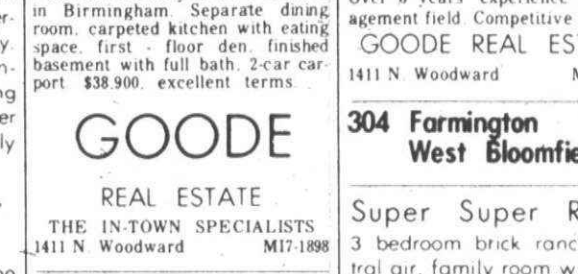 in Birmingham. Separate dining
room, carpeted kitchen with eating
space, first - floor den, finished
basement with full bath, 2-car car-
port $38,900, excellent terms.
GOODE
REAL ESTATE
THE IN-TOWN SPECIALISTS
1411 N. Woodward MI7-1898
agement field. Competitive
GOODE REAL
1411 N. Woodward
304 Farmington
West Bloomfie
Super Super R
3 bedroom brick ranc
tral air, family room w